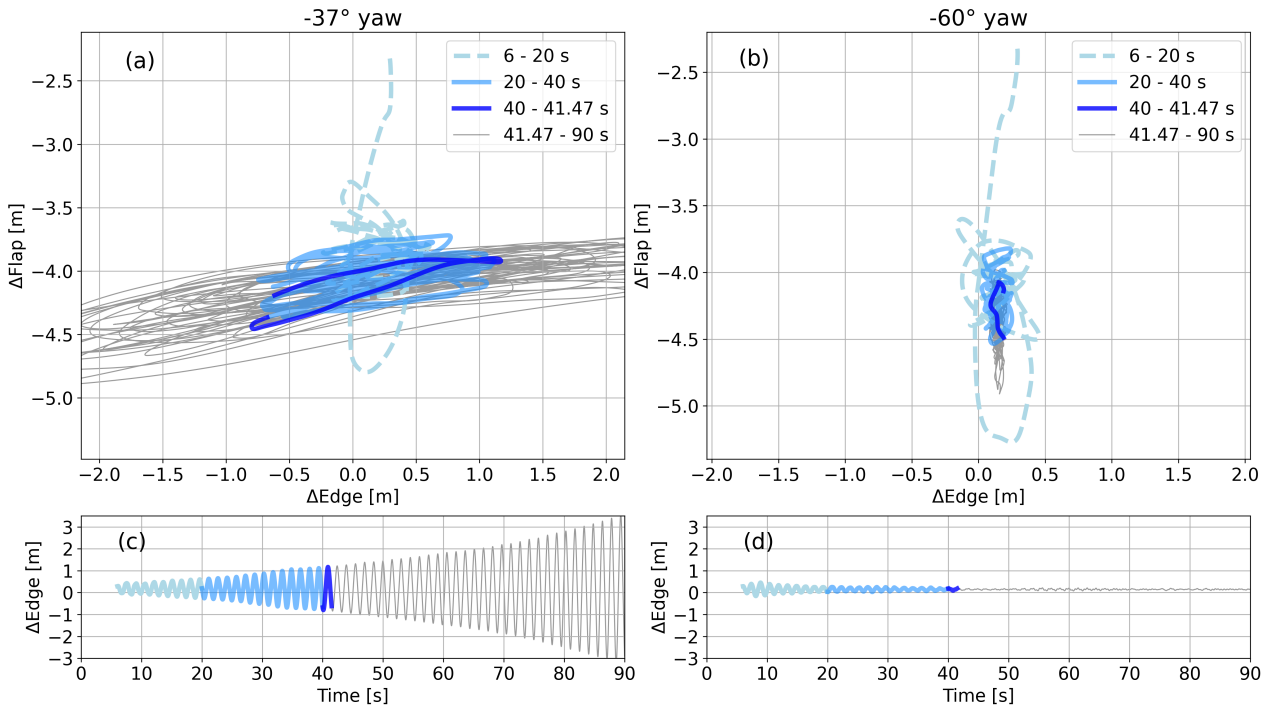 -37° yaw
(a)
6 - 20 s
20 - 40 s
40 - 41.47 s
41.47 - 90 s
−2.5
−3.0
−3.5
−4.0
−4.5
−5.0
ΔFlap [m]
−2.0 −1.5 −1.0 −0.5 0.0 0.5 1.0 1.5 2.0
ΔEdge [m]
-60° yaw
(b)
6 - 20 s
20 - 40 s
40 - 41.47 s
41.47 - 90 s
−2.5
−3.0
−3.5
−4.0
−4.5
−5.0
ΔFlap [m]
−2.0 −1.5 −1.0 −0.5 0.0 0.5 1.0 1.5 2.0
ΔEdge [m]
(c)
3
2
1
0
−1
−2
−3
ΔEdge [m]
0 10 20 30 40 50 60 70 80 90
Time [s]
(d)
3
2
1
0
−1
−2
−3
ΔEdge [m]
0 10 20 30 40 50 60 70 80 90
Time [s]